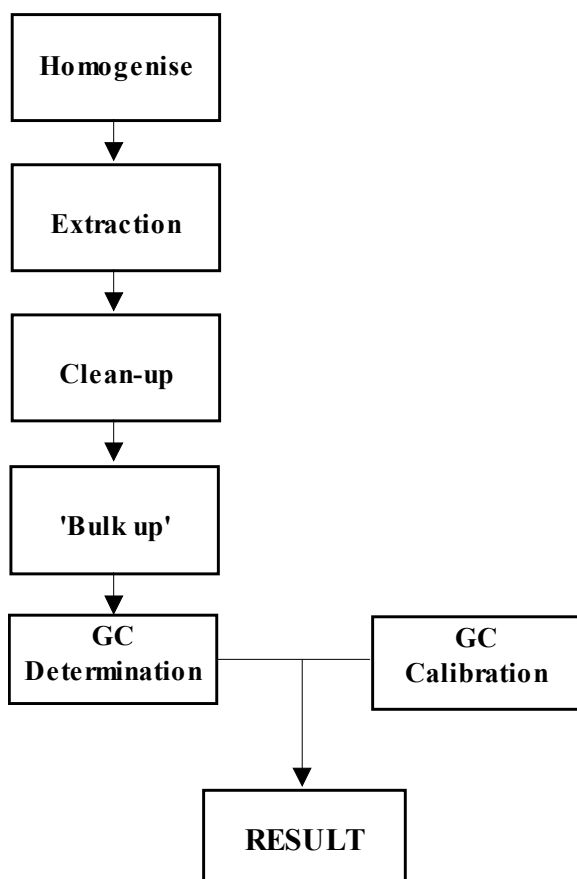 Homogenise
Extraction
Clean-up
'Bulk up'
GC
Determination
GC
Calibration
RESULT